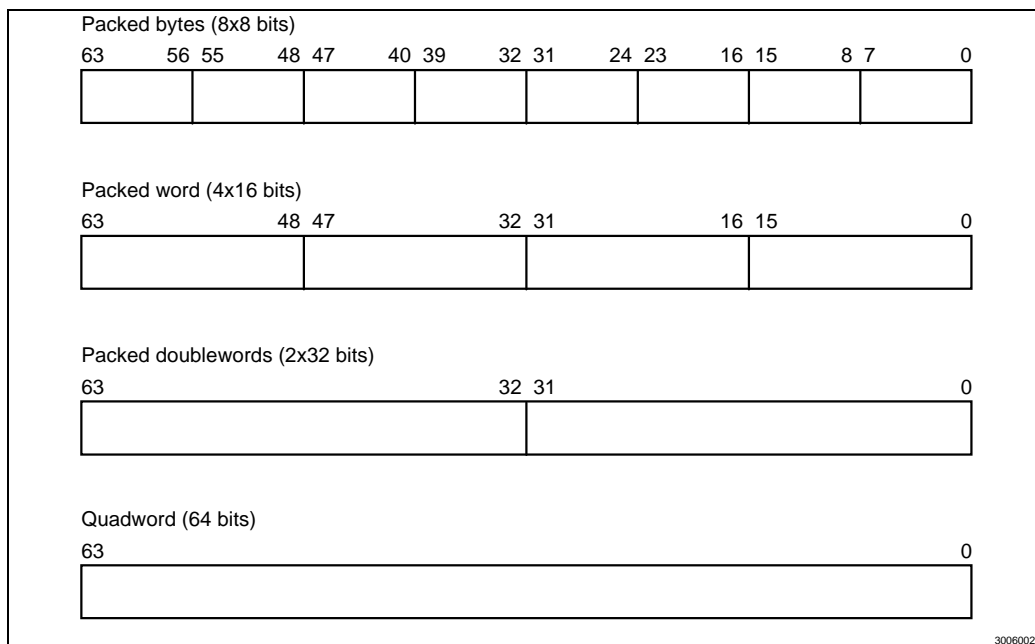 Packed bytes (8x8 bits)
63 56 55 48 47 40 39 32 31 24 23 16 15 8 7 0
Packed word (4x16 bits)
63 48 47 32 31 16 15 0
Packed doublewords (2x32 bits)
63 32 31 0
Quadword (64 bits)
63 0
3006002